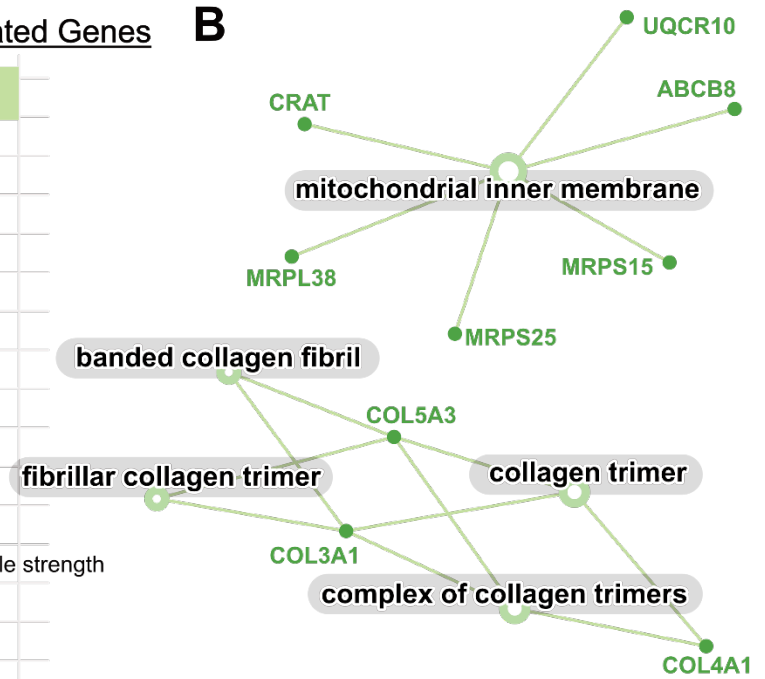 ated Genes
B
UQCR10
ABCB8
CRAT
mitochondrial inner membrane
MRPS15
MRPL38
MRPS25
banded collagen fibril
COL5A3
fibrillar collagen trimer
collagen trimer
COL3A1
le strength
complex of collagen trimers
COL4A1